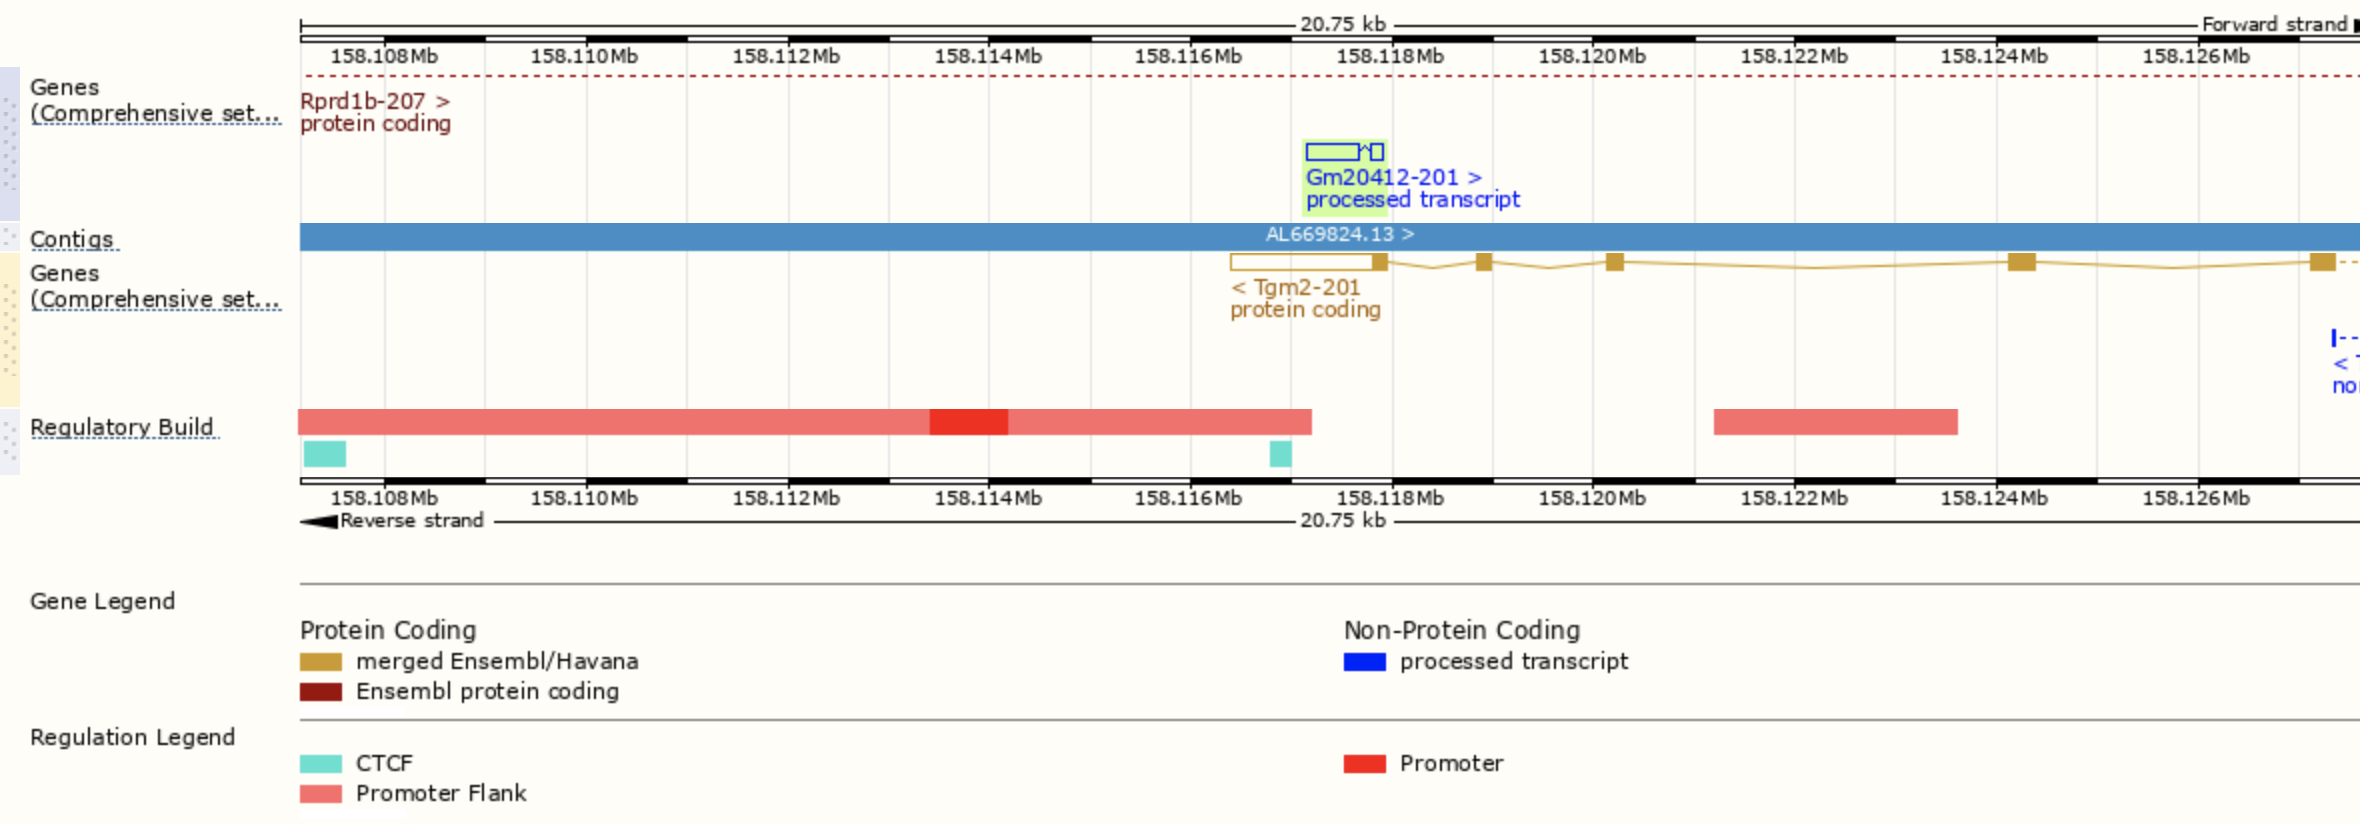 20.75 kb Forward strand
158.108Mb 158.110Mb 158.112Mb 158.114Mb 158.116Mb 158.118Mb 158.120Mb 158.122Mb 158.124Mb 158.126Mb
Genes
(Comprehensive set...
Rprd1b-207 >
protein coding
Gm20412-201 >
processed transcript
Contigs
AL669824.13 >
Genes
(Comprehensive set...
< Tgm2-201
protein coding
<
Regulatory Build
158.108Mb 158.110Mb 158.112Mb 158.114Mb 158.116Mb 158.118Mb 158.120Mb 158.122Mb 158.124Mb 158.126Mb
Reverse strand 20.75 kb
Gene Legend
Protein Coding
merged Ensembl/Havana
Ensembl protein coding
Non-Protein Coding
processed transcript
Regulation Legend
CTCF
Promoter Flank
Promoter